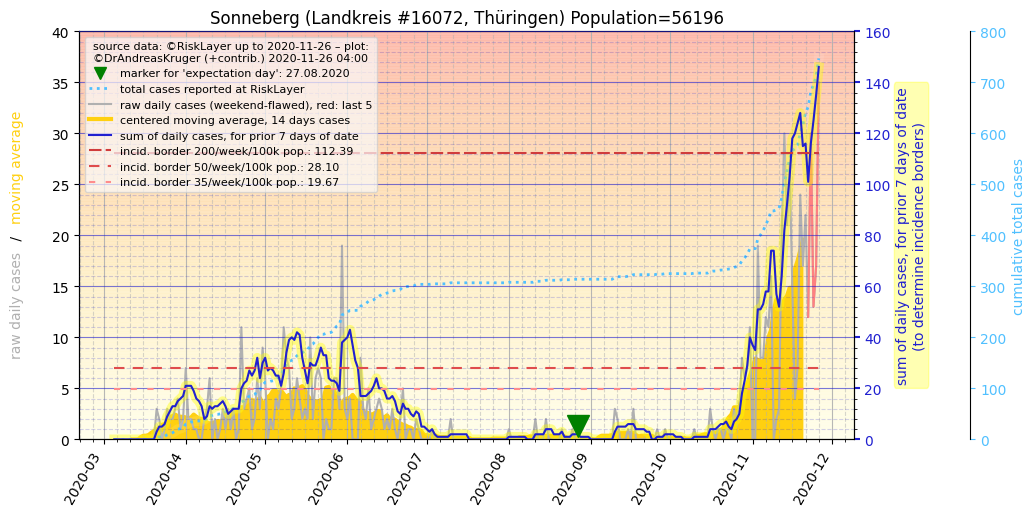 Sonneberg (Landkreis #16072, Thüringen) Population=56196
source data: ©RiskLayer up to 2020-11-26 – plot:
©DrAndreasKruger (+contrib.) 2020-11-26 04:00
marker for 'expectation day': 27.08.2020
total cases reported at RiskLayer
raw daily cases (weekend-flawed), red: last 5
centered moving average, 14 days cases
sum of daily cases, for prior 7 days of date
incid. border 200/week/100k pop.: 112.39
incid. border 50/week/100k pop.: 28.10
incid. border 35/week/100k pop.: 19.67
raw daily cases / moving average
40
35
30
25
20
15
10
5
0
160
140
120
100
80
60
40
20
0
sum of daily cases, for prior 7 days of date
(to determine incidence borders)
800
700
600
500
400
300
200
100
0
cumulative total cases
2020-03
2020-04
2020-05
2020-06
2020-07
2020-08
2020-09
2020-10
2020-11
2020-12